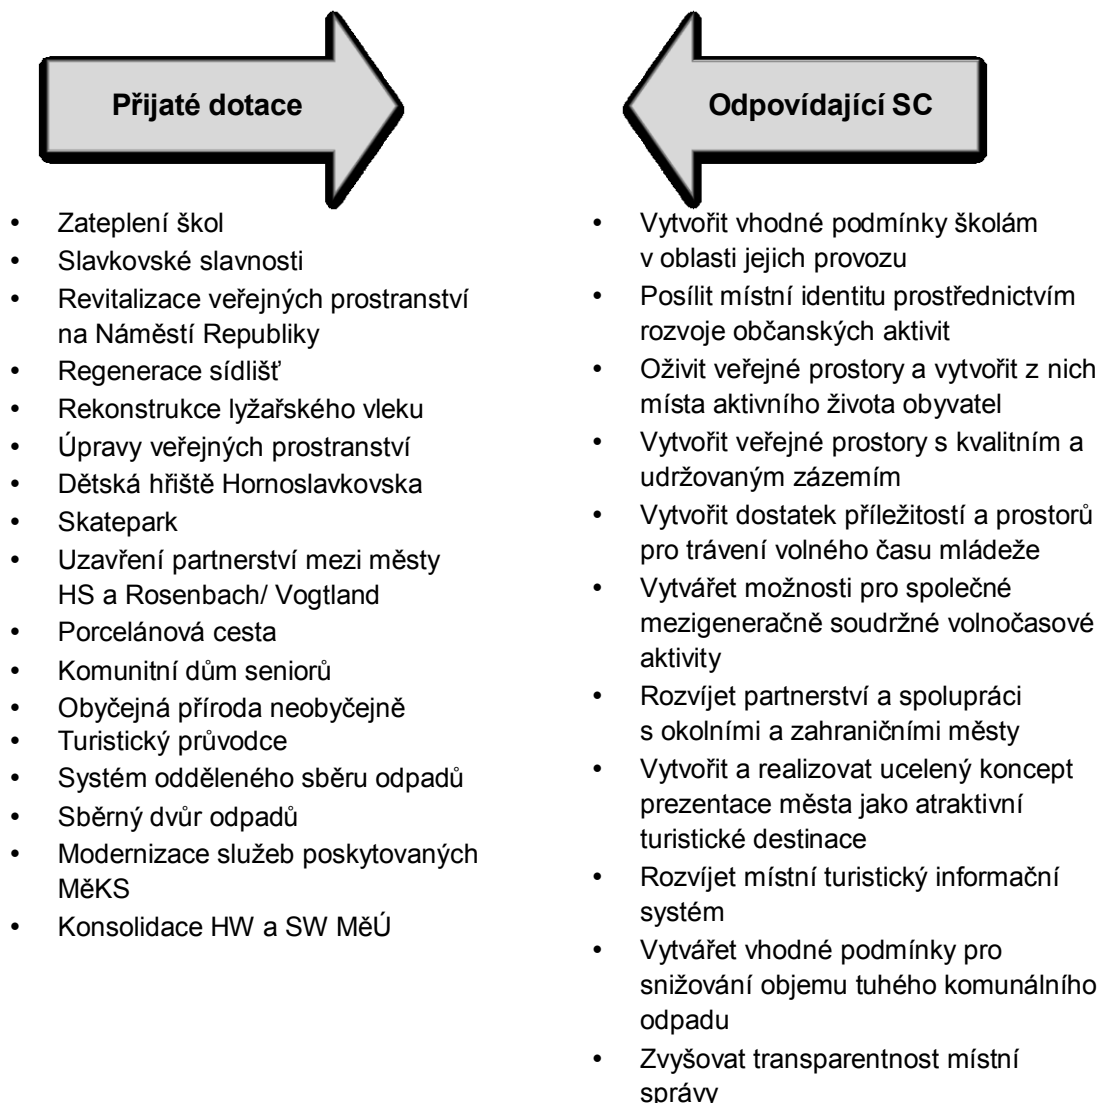 Přijaté dotace
• Zateplení škol
• Slavkovské slavnosti
• Revitalizace veřejných prostranství
na Náměstí Republiky
• Regenerace sídlišť
• Rekonstrukce lyžařského vleku
• Úpravy veřejných prostranství
• Dětská hřiště Hornoslavkovska
• Skatepark
• Uzavření partnerství mezi městy
HS a Rosenbach/ Vogtland
• Porcelánová cesta
• Komunitní dům seniorů
• Obyčejná příroda neobyčejně
• Turistický průvodce
• Systém odděleného sběru odpadů
• Sběrný dvůr odpadů
• Modernizace služeb poskytovaných
MěKS
• Konsolidace HW a SW MěÚ
Odpovídající SC
• Vytvořit vhodné podmínky školám
v oblasti jejich provozu
• Posílit místní identitu prostřednictvím
rozvoje občanských aktivit
• Oživit veřejné prostory a vytvořit z nich
místa aktivního života obyvatel
• Vytvořit veřejné prostory s kvalitním a
udržovaným zázemím
• Vytvořit dostatek příležitostí a prostorů
pro trávení volného času mládeže
• Vytvářet možnosti pro společné
mezigeneračně soudržné volnočasové
aktivity
• Rozvíjet partnerství a spolupráci
s okolními a zahraničními městy
• Vytvořit a realizovat ucelený koncept
prezentace města jako atraktivní
turistické destinace
• Rozvíjet místní turistický informační
systém
• Vytvářet vhodné podmínky pro
snižování objemu tuhého komunálního
odpadu
• Zvyšovat transparentnost místní
správy